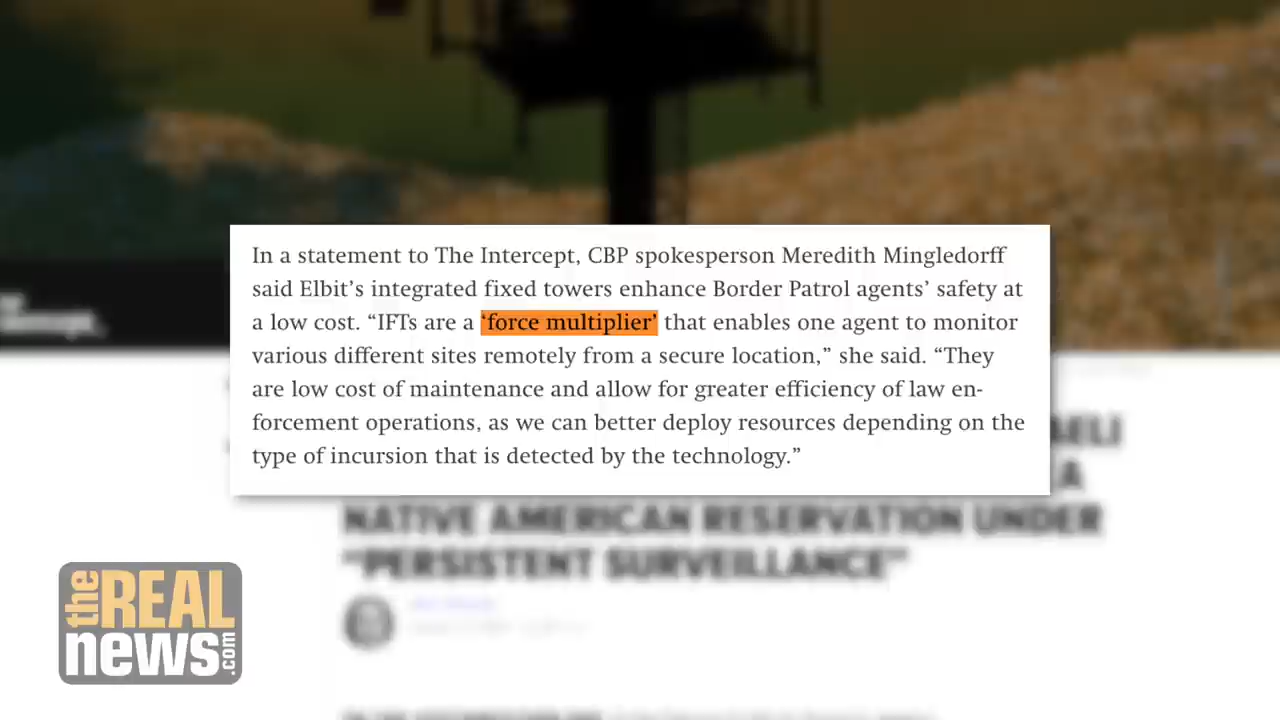 In a statement to The Intercept, CBP spokesperson Meredith Mingledorff
said Elbit’s integrated fixed towers enhance Border Patrol agents’ safety at
a low cost. “IFTs are a ‘force multiplier’ that enables one agent to monitor
various different sites remotely from a secure location,” she said. “They
are low cost of maintenance and allow for greater efficiency of law en-
forcement operations, as we can better deploy resources depending on the
type of incursion that is detected by the technology.”
AELI
A
NATIVE AMERICAN RESERVATION UNDER
“PERSISTENT SURVEILLANCE”
the REAL
news.com